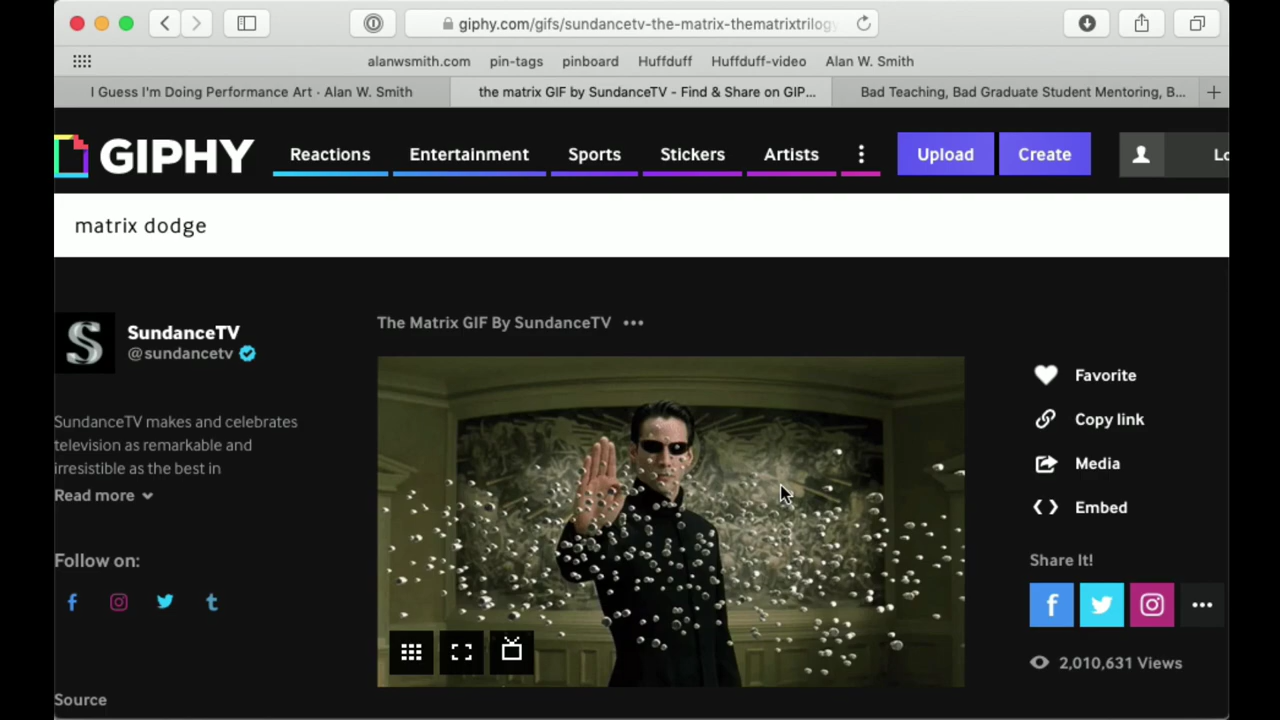 giphy.com/gifs/sundancetv-the-matrix-thematrixtrilogy
alanwsmith.com pin-tags pinboard Huffduff Huffduff-video Alan W. Smith
I Guess I'm Doing Performance Art · Alan W. Smith the matrix GIF by SundanceTV - Find & Share on GIP... Bad Teaching, Bad Graduate Student Mentoring, B...
GIPHY Reactions Entertainment Sports Stickers Artists Upload Create Lo
matrix dodge
The Matrix GIF By SundanceTV
S
SundanceTV
@sundancetv
SundanceTV makes and celebrates
television as remarkable and
irresistible as the best in
Read more
Follow on:
Source
Favorite
Copy link
Media
Embed
Share It!
2,010,631 Views